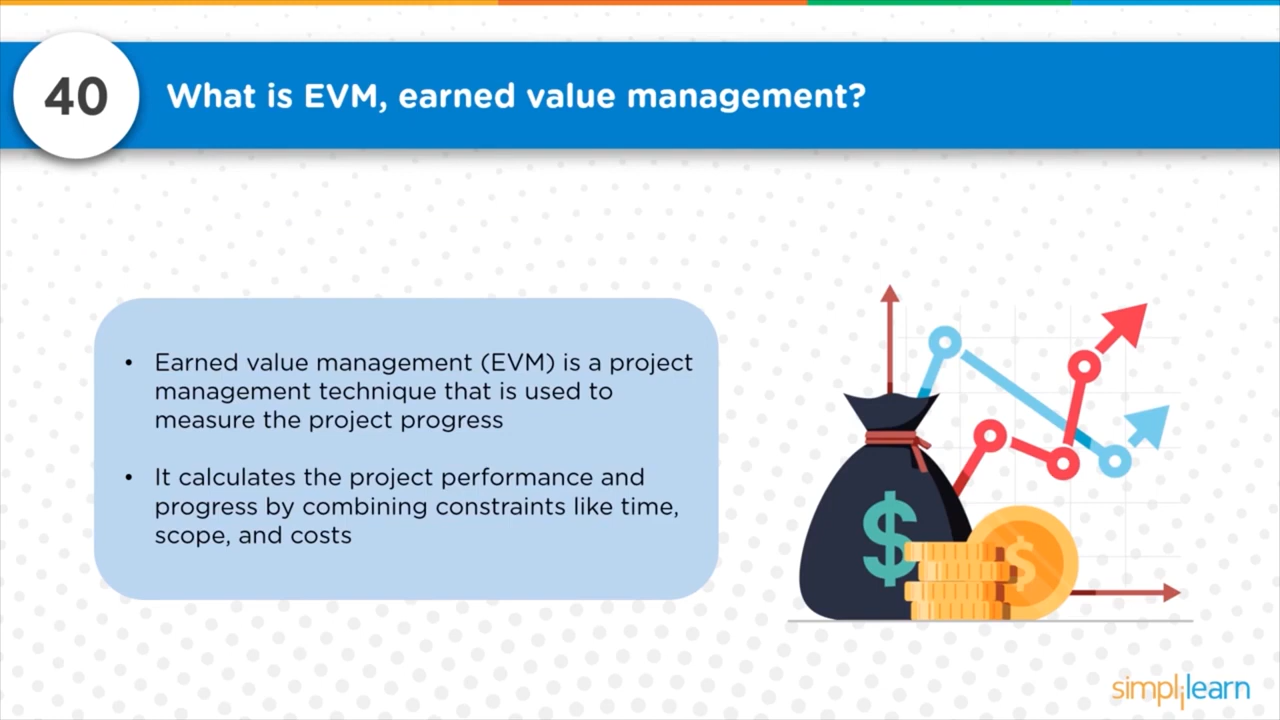 40
What is EVM, earned value management?
• Earned value management (EVM) is a project
management technique that is used to
measure the project progress
• It calculates the project performance and
progress by combining constraints like time,
scope, and costs
$
$
simplilearn